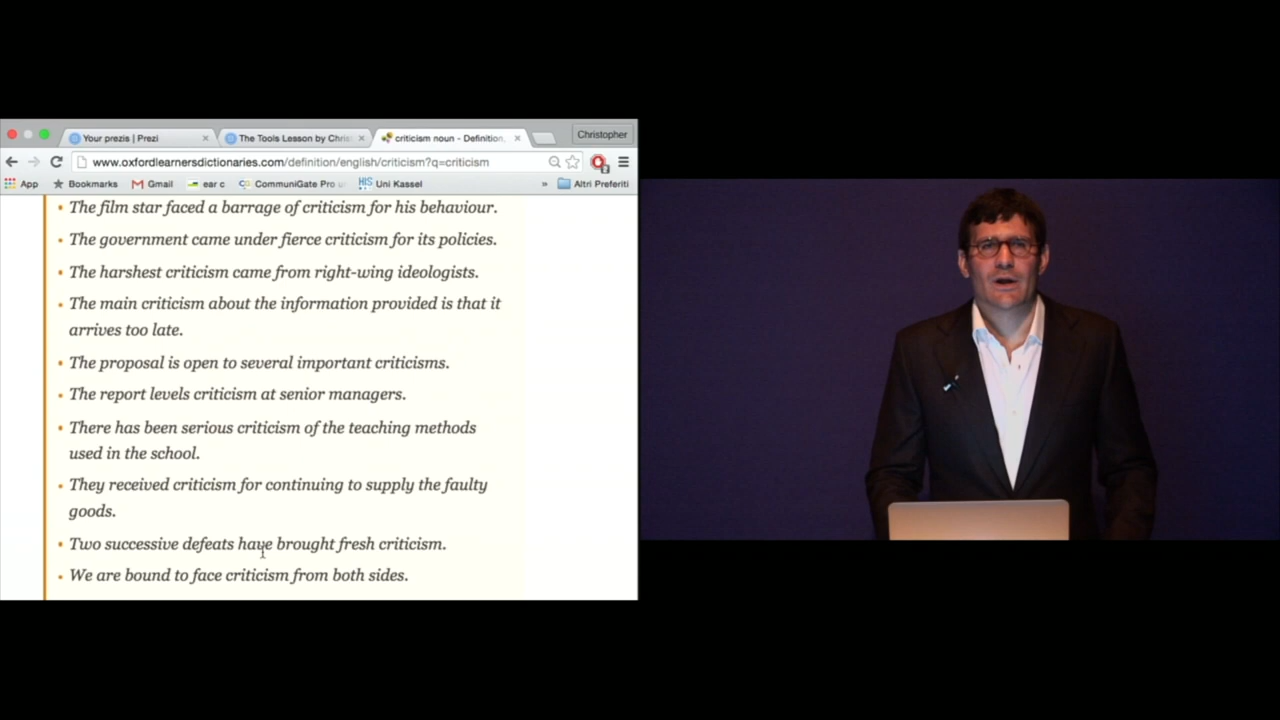 Your prezis | Prezi
The Tools Lesson by Chris
criticism noun - Definition,
Christopher
www.oxfordlearnersdictionaries.com/definition/english/criticism?q=criticism
App
Bookmarks
Gmail
ear c
CommuniGate Pro
HIS
Uni Kassel
»
Altri Preferiti
• The film star faced a barrage of criticism for his behaviour.
• The government came under fierce criticism for its policies.
• The harshest criticism came from right-wing ideologists.
• The main criticism about the information provided is that it
arrives too late.
• The proposal is open to several important criticisms.
• The report levels criticism at senior managers.
• There has been serious criticism of the teaching methods
used in the school.
• They received criticism for continuing to supply the faulty
goods.
• Two successive defeats have brought fresh criticism.
• We are bound to face criticism from both sides.